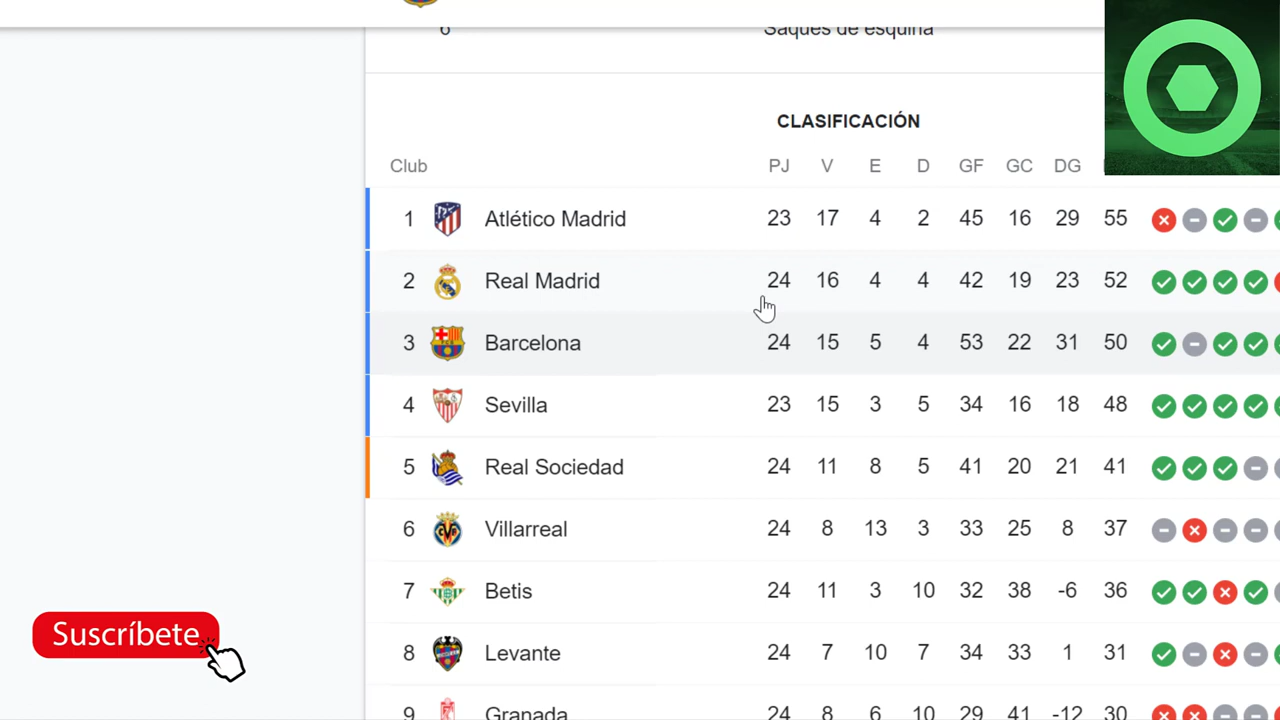 6 Saques de esquina
CLASIFICACIÓN
Club PJ V E D GF GC DG
1 Atlético Madrid 23 17 4 2 45 16 29 55
2 Real Madrid 24 16 4 4 42 19 23 52
3 Barcelona 24 15 5 4 53 22 31 50
4 Sevilla 23 15 3 5 34 16 18 48
5 Real Sociedad 24 11 8 5 41 20 21 41
6 Villarreal 24 8 13 3 33 25 8 37
7 Betis 24 11 3 10 32 38 -6 36
8 Levante 24 7 10 7 34 33 1 31
9 Granada 24 8 6 10 29 41 -12 30
Suscríbete